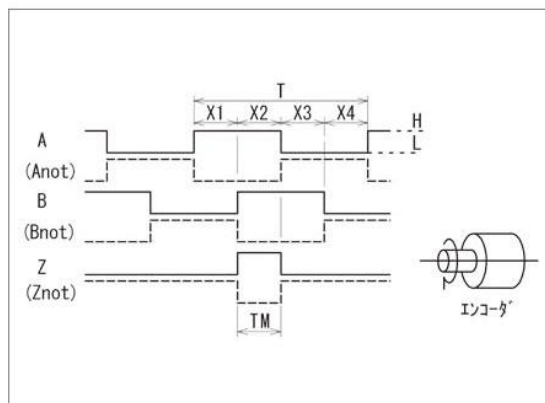 T
X1 X2 X3 X4
A H
L
(Anot)
B
(Bnot)
Z
(Znot)
TM
エンコーダ